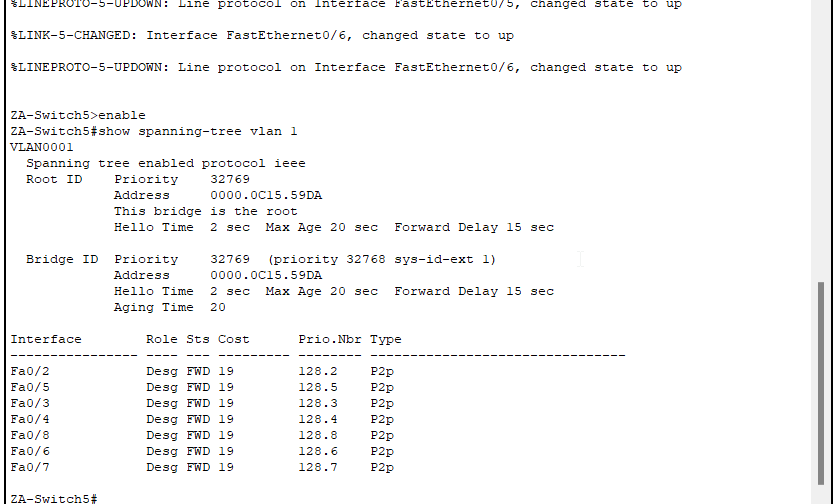 %LINEPROTO-5-UPDOWN: Line protocol on Interface FastEthernet0/5, changed state to up
%LINK-5-CHANGED: Interface FastEthernet0/6, changed state to up
%LINEPROTO-5-UPDOWN: Line protocol on Interface FastEthernet0/6, changed state to up
ZA-Switch5>enable
ZA-Switch5#show spanning-tree vlan 1
VLAN0001
  Spanning tree enabled protocol ieee
  Root ID    Priority    32769
             Address     0000.0C15.59DA
             This bridge is the root
             Hello Time  2 sec  Max Age 20 sec  Forward Delay 15 sec
  Bridge ID  Priority    32769  (priority 32768 sys-id-ext 1)
             Address     0000.0C15.59DA
             Hello Time  2 sec  Max Age 20 sec  Forward Delay 15 sec
             Aging Time  20
Interface        Role Sts Cost      Prio.Nbr Type
---------------- ---- --- --------- -------- --------------------------------
Fa0/2            Desg FWD 19        128.2    P2p
Fa0/5            Desg FWD 19        128.5    P2p
Fa0/3            Desg FWD 19        128.3    P2p
Fa0/4            Desg FWD 19        128.4    P2p
Fa0/8            Desg FWD 19        128.8    P2p
Fa0/6            Desg FWD 19        128.6    P2p
Fa0/7            Desg FWD 19        128.7    P2p
ZA-Switch5#